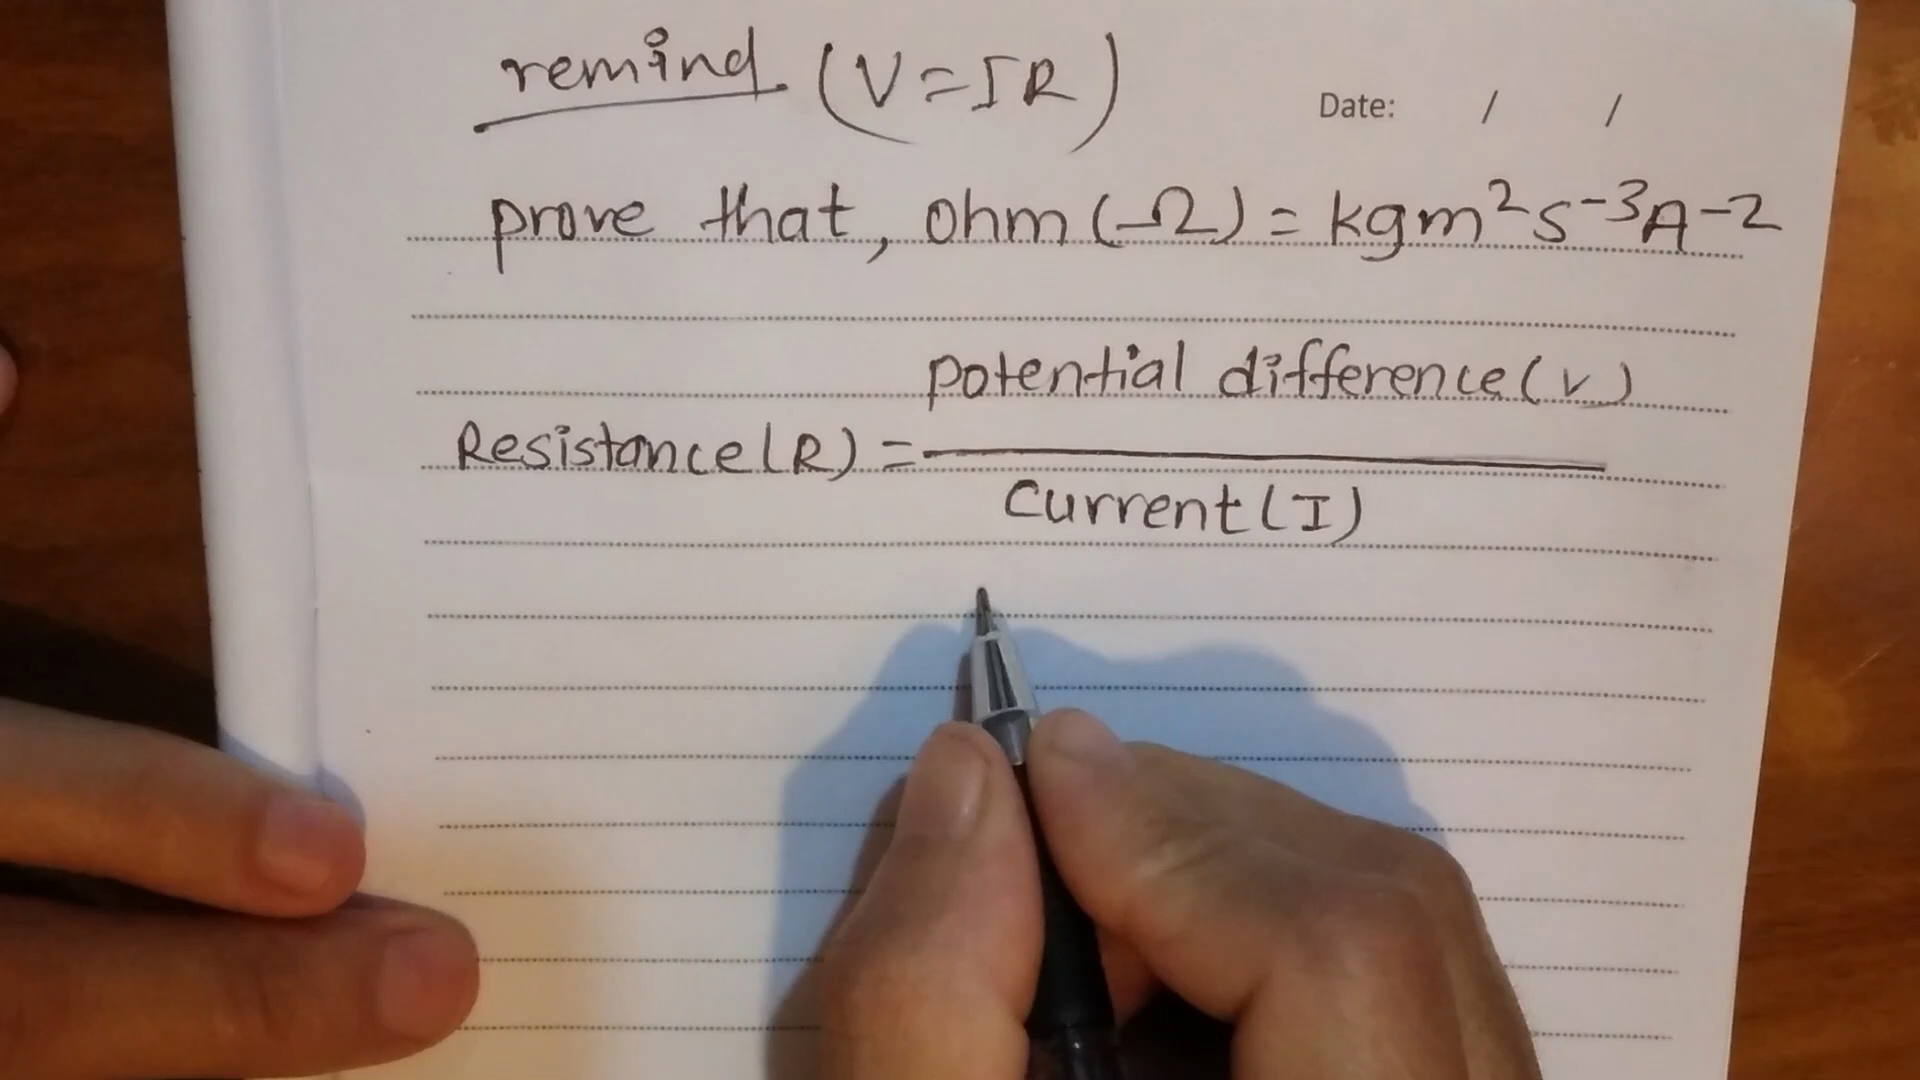 remind (V=IR)
Date: / /
prove that, ohm(Ω) = kgm²s⁻³A⁻²
potential difference(v)
Resistance(R) =
Current(I)